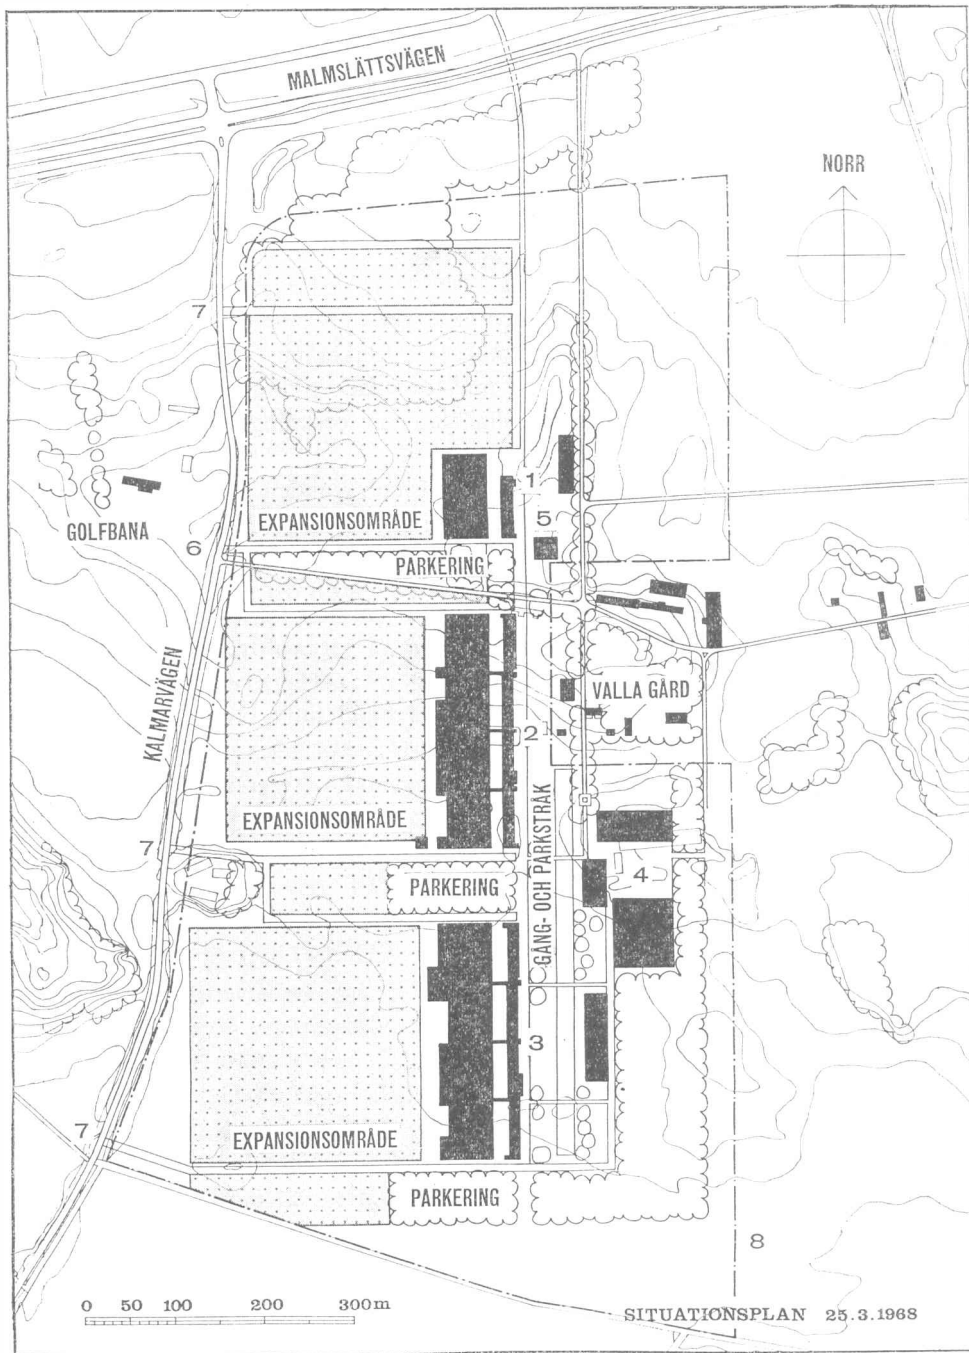 MALMSLÄTTSVÄGEN
NORR
7
1
GOLFBANA
EXPANSIONSOMRÅDE
5
6
PARKERING
KALMARVÄGEN
VALLA GÅRD
2
EXPANSIONSOMRÅDE
7
GÅNG- OCH PARKSTRÅK
PARKERING
4
3
7
EXPANSIONSOMRÅDE
PARKERING
8
0 50 100 200 300m
SITUATIONSPLAN 25.3.1968